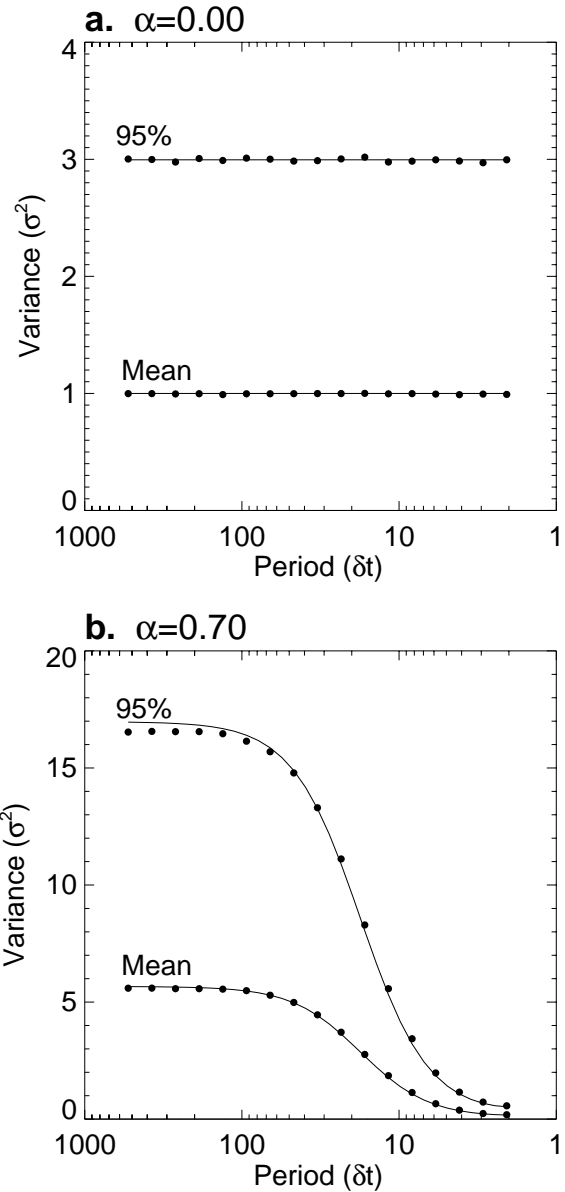 a. α=0.00
4
95%
3
Variance (σ²)
2
Mean
1
0
1000 100 10 1
Period (δt)
b. α=0.70
20
95%
15
Variance (σ²)
10
Mean
5
0
1000 100 10 1
Period (δt)